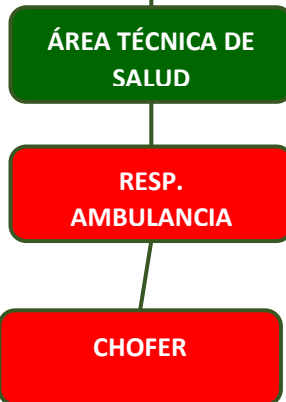 ÁREA TÉCNICA DE
SALUD
RESP.
AMBULANCIA
CHOFER